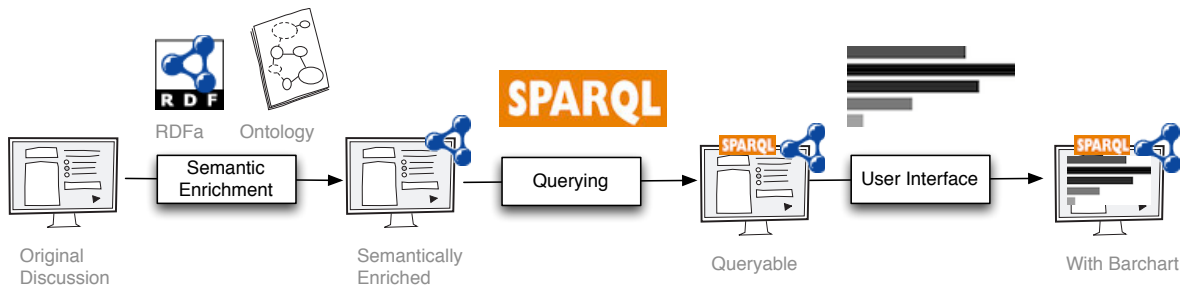 RDF
RDFa
Ontology
SPARQL
SPARQL
SPARQL
Semantic
Enrichment
Querying
User Interface
Original
Discussion
Semantically
Enriched
Queryable
With Barchart